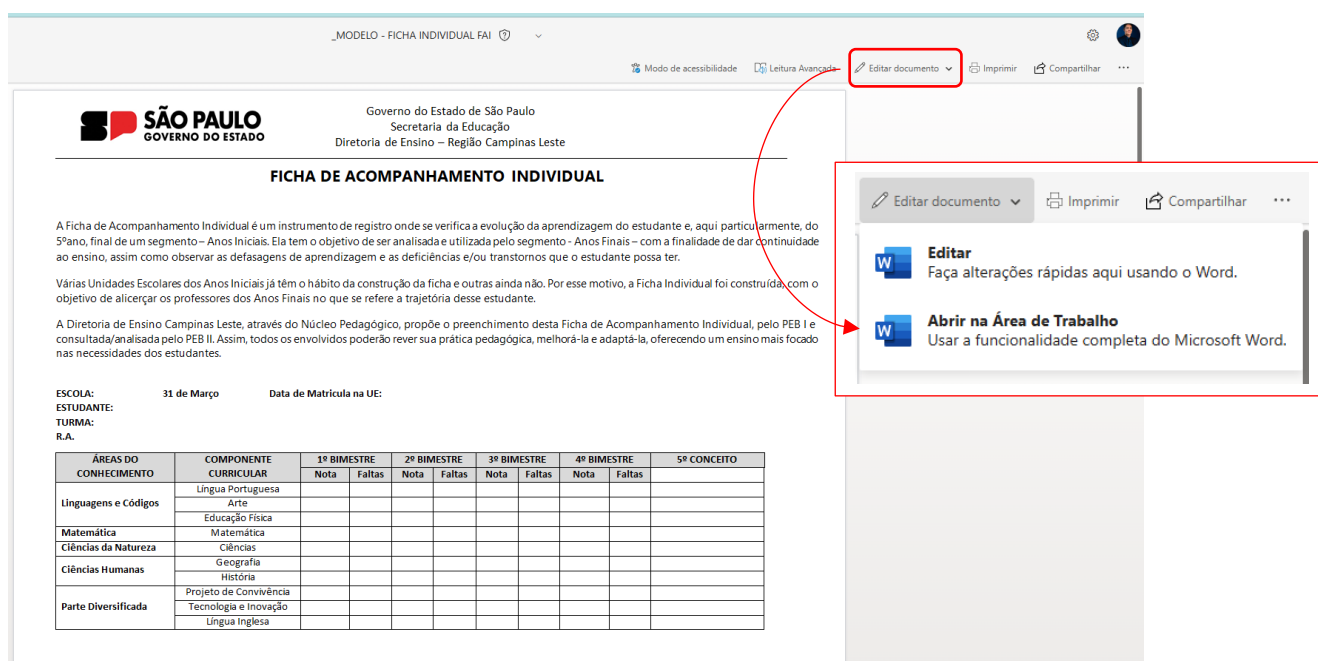 _MODELO - FICHA INDIVIDUAL FAI
Modo de acessibilidade Leitura Avançada Editar documento Imprimir Compartilhar ...
SÃO PAULO
GOVERNO DO ESTADO
Governo do Estado de São Paulo
Secretaria da Educação
Diretoria de Ensino – Região Campinas Leste
FICHA DE ACOMPANHAMENTO INDIVIDUAL
A Ficha de Acompanhamento Individual é um instrumento de registro onde se verifica a evolução da aprendizagem do estudante e, aqui particularmente, do
5ºano, final de um segmento – Anos Iniciais. Ela tem o objetivo de ser analisada e utilizada pelo segmento - Anos Finais – com a finalidade de dar continuidade
ao ensino, assim como observar as defasagens de aprendizagem e as deficiências e/ou transtornos que o estudante possa ter.
Várias Unidades Escolares dos Anos Iniciais já têm o hábito da construção da ficha e outras ainda não. Por esse motivo, a Ficha Individual foi construída, com o
objetivo de alicerçar os professores dos Anos Finais no que se refere a trajetória desse estudante.
A Diretoria de Ensino Campinas Leste, através do Núcleo Pedagógico, propõe o preenchimento desta Ficha de Acompanhamento Individual, pelo PEB I e
consultada/analisada pelo PEB II. Assim, todos os envolvidos poderão rever sua prática pedagógica, melhorá-la e adaptá-la, oferecendo um ensino mais focado
nas necessidades dos estudantes.
ESCOLA: 31 de Março Data de Matricula na UE:
ESTUDANTE:
TURMA:
R.A.
ÁREAS DO CONHECIMENTO COMPONENTE CURRICULAR 1º BIMESTRE 2º BIMESTRE 3º BIMESTRE 4º BIMESTRE 5º CONCEITO
Nota Faltas Nota Faltas Nota Faltas Nota Faltas
Linguagens e Códigos
Língua Portuguesa
Arte
Educação Física
Matemática Matemática
Ciências da Natureza Ciências
Ciências Humanas
Geografia
História
Parte Diversificada
Projeto de Convivência
Tecnologia e Inovação
Língua Inglesa
Editar documento Imprimir Compartilhar ...
Editar
Faça alterações rápidas aqui usando o Word.
Abrir na Área de Trabalho
Usar a funcionalidade completa do Microsoft Word.